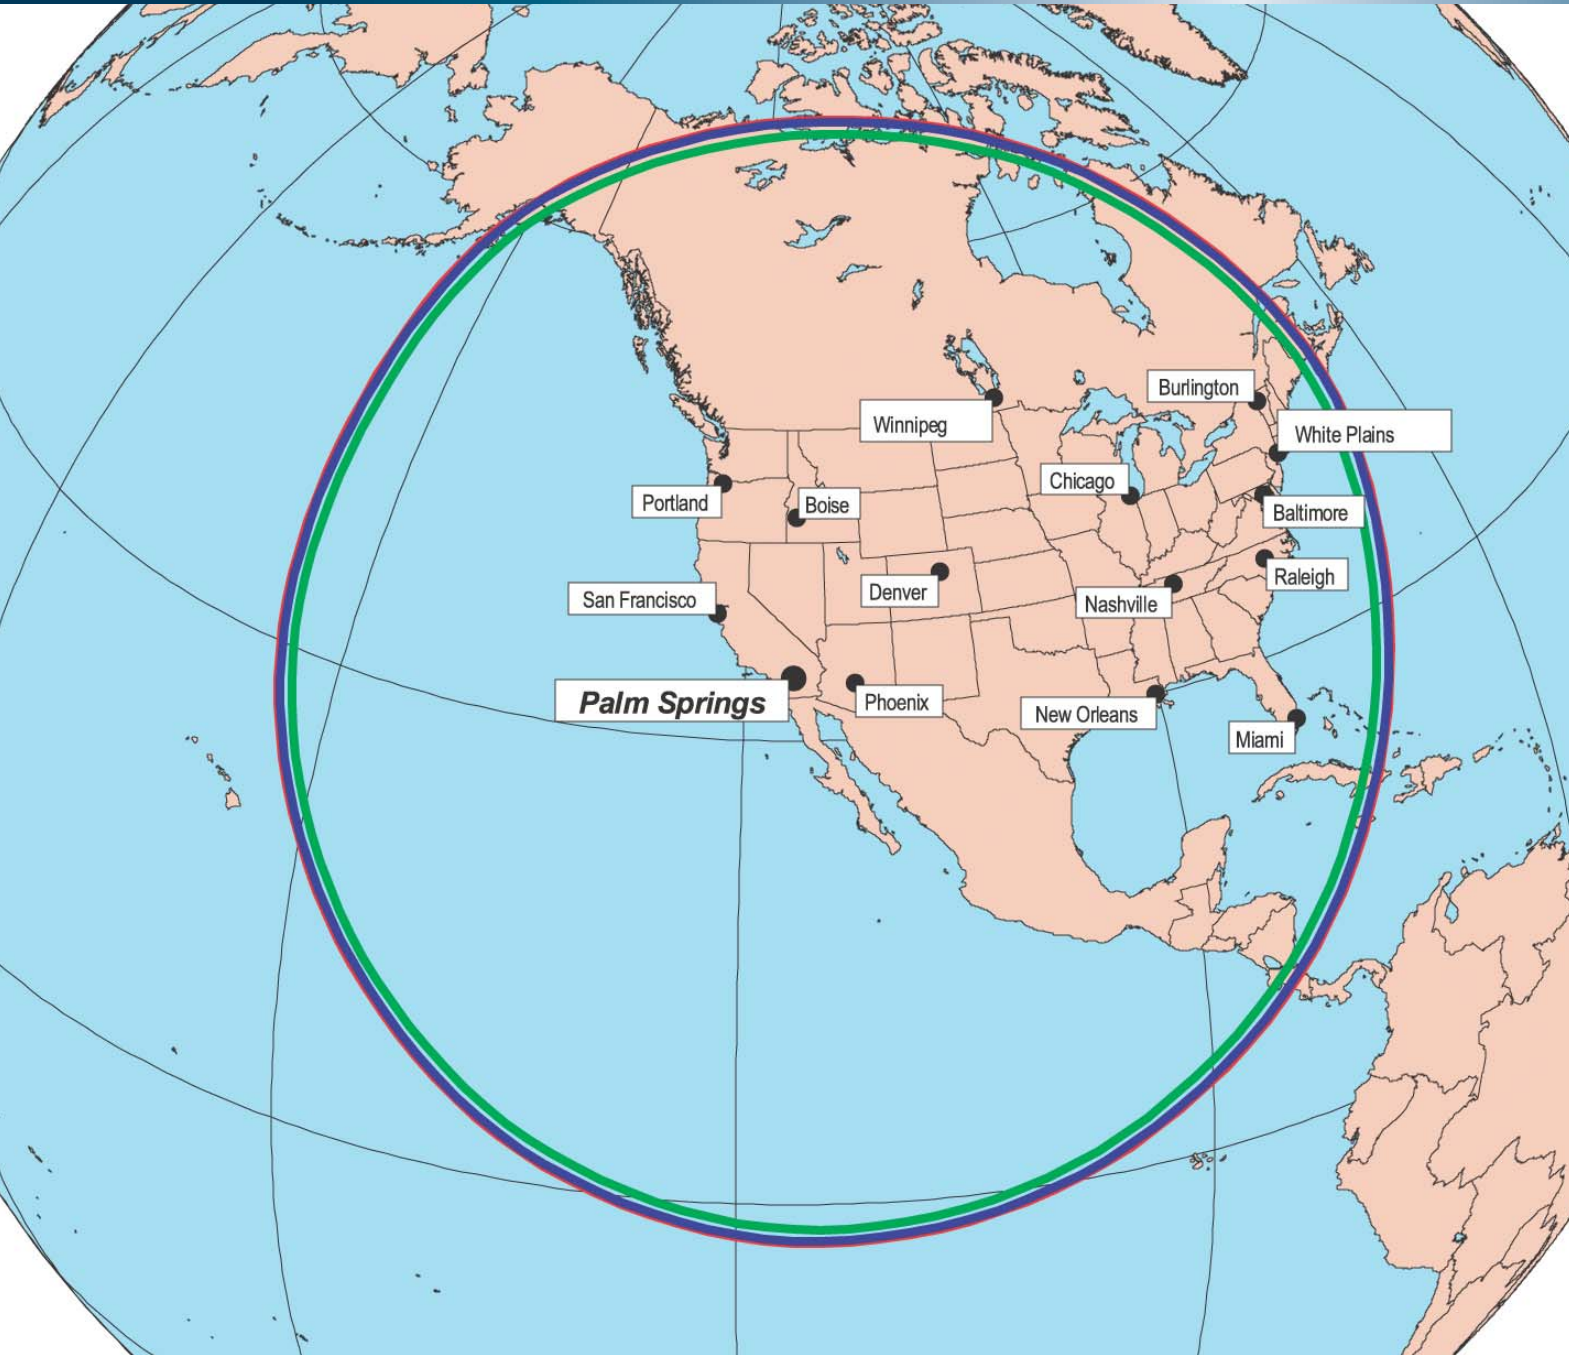 Burlington
Winnipeg
White Plains
Chicago
Portland
Boise
Baltimore
Denver
Raleigh
San Francisco
Nashville
Palm Springs
Phoenix
New Orleans
Miami